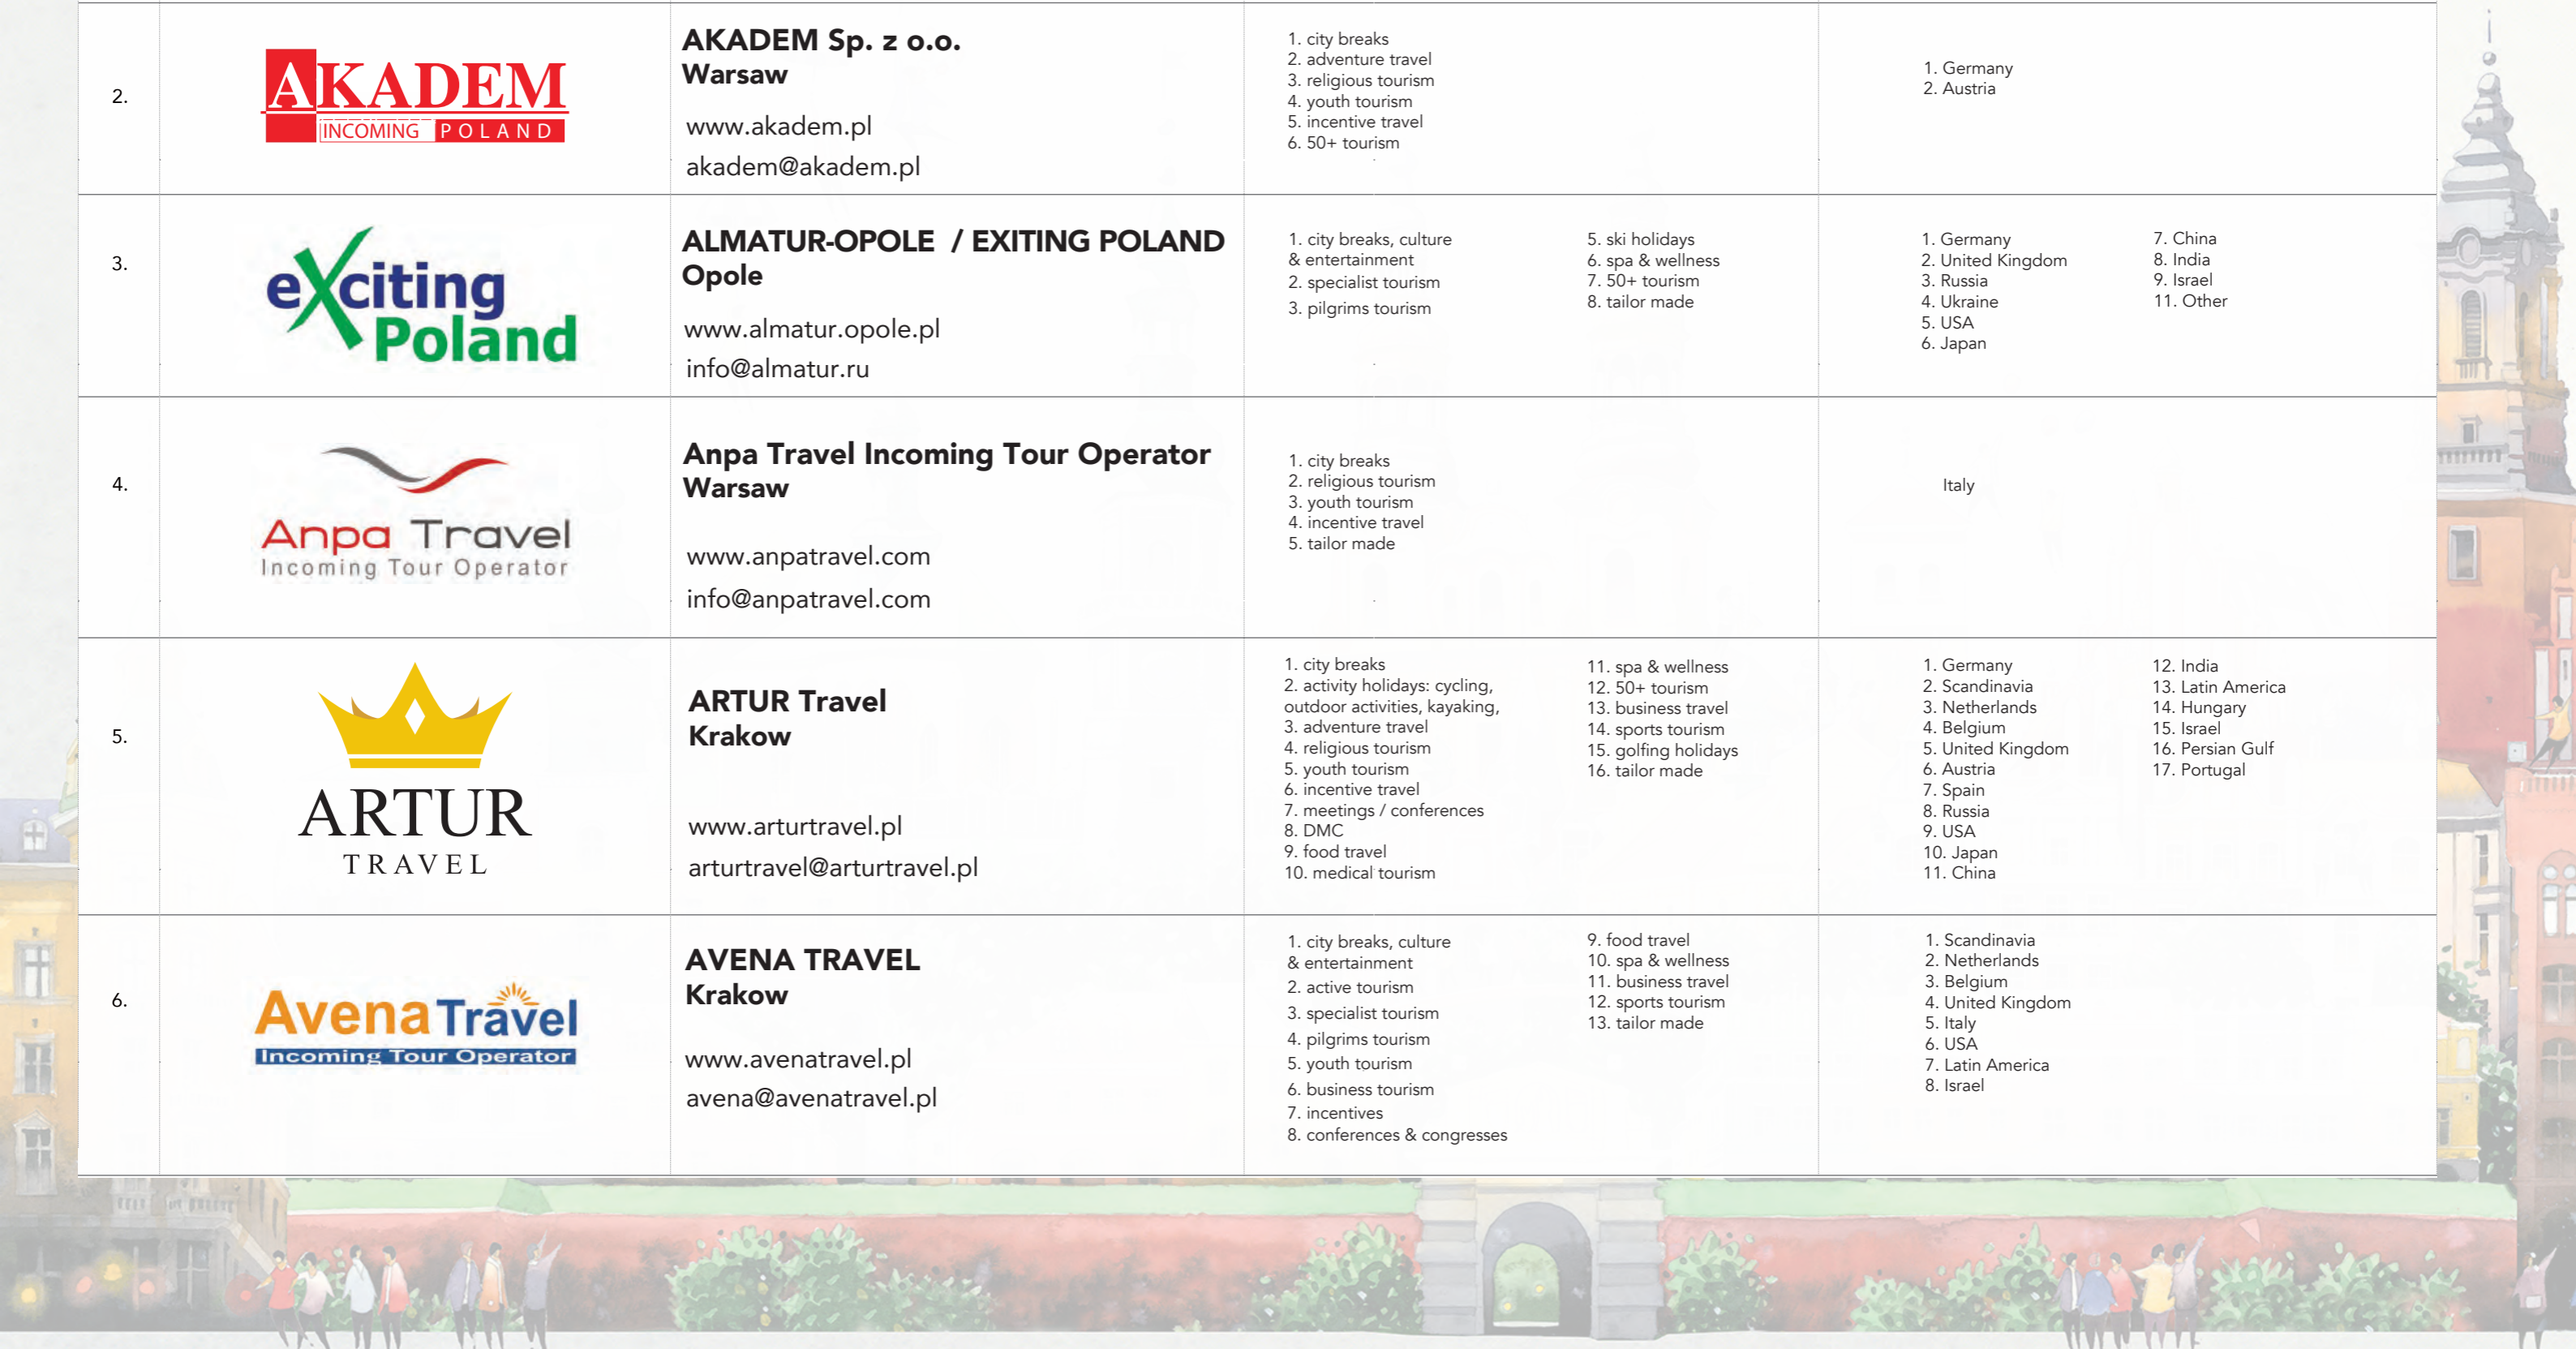 2.
AKADEM
INCOMING POLAND
AKADEM Sp. z o.o.
Warsaw
www.akadem.pl
akadem@akadem.pl
1. city breaks
2. adventure travel
3. religious tourism
4. youth tourism
5. incentive travel
6. 50+ tourism
1. Germany
2. Austria
3.
eXciting
Poland
ALMATUR-OPOLE / EXITING POLAND
Opole
www.almatur.opole.pl
info@almatur.ru
1. city breaks, culture
& entertainment
2. specialist tourism
3. pilgrims tourism
5. ski holidays
6. spa & wellness
7. 50+ tourism
8. tailor made
1. Germany
2. United Kingdom
3. Russia
4. Ukraine
5. USA
6. Japan
7. China
8. India
9. Israel
11. Other
4.
Anpa Travel
Incoming Tour Operator
Anpa Travel Incoming Tour Operator
Warsaw
www.anpatravel.com
info@anpatravel.com
1. city breaks
2. religious tourism
3. youth tourism
4. incentive travel
5. tailor made
Italy
5.
ARTUR
TRAVEL
ARTUR Travel
Krakow
www.arturtravel.pl
arturtravel@arturtravel.pl
1. city breaks
2. activity holidays: cycling,
outdoor activities, kayaking,
3. adventure travel
4. religious tourism
5. youth tourism
6. incentive travel
7. meetings / conferences
8. DMC
9. food travel
10. medical tourism
11. spa & wellness
12. 50+ tourism
13. business travel
14. sports tourism
15. golfing holidays
16. tailor made
1. Germany
2. Scandinavia
3. Netherlands
4. Belgium
5. United Kingdom
6. Austria
7. Spain
8. Russia
9. USA
10. Japan
11. China
12. India
13. Latin America
14. Hungary
15. Israel
16. Persian Gulf
17. Portugal
6.
Avena Travel
Incoming Tour Operator
AVENA TRAVEL
Krakow
www.avenatravel.pl
avena@avenatravel.pl
1. city breaks, culture
& entertainment
2. active tourism
3. specialist tourism
4. pilgrims tourism
5. youth tourism
6. business tourism
7. incentives
8. conferences & congresses
9. food travel
10. spa & wellness
11. business travel
12. sports tourism
13. tailor made
1. Scandinavia
2. Netherlands
3. Belgium
4. United Kingdom
5. Italy
6. USA
7. Latin America
8. Israel